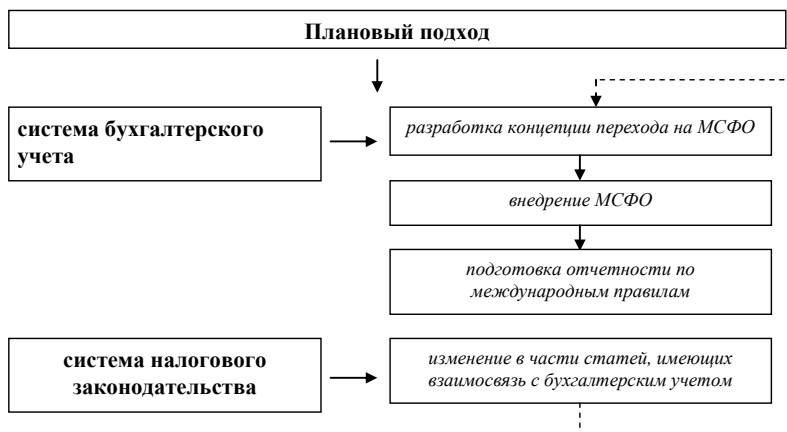 Плановый подход
система бухгалтерского
учета
разработка концепции перехода на МСФО
внедрение МСФО
подготовка отчетности по
международным правилам
система налогового
законодательства
изменение в части статей, имеющих
взаимосвязь с бухгалтерским учетом